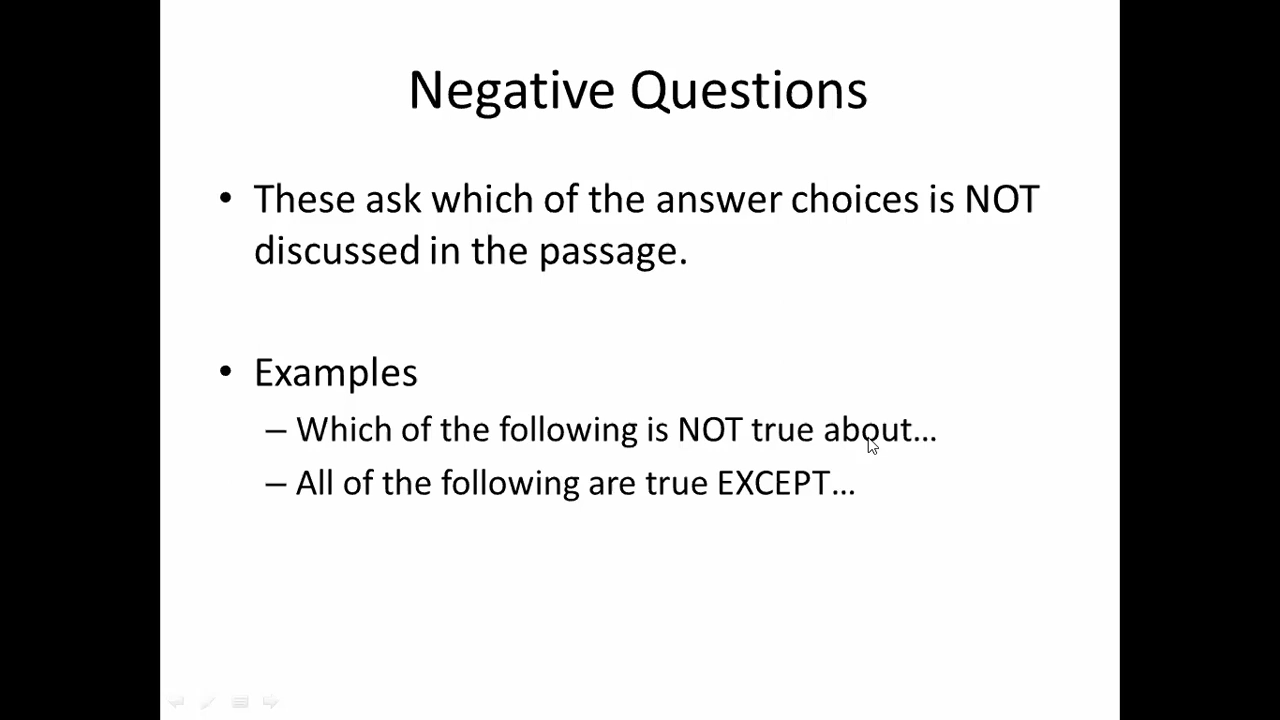 Negative Questions
• These ask which of the answer choices is NOT
discussed in the passage.
• Examples
– Which of the following is NOT true about…
– All of the following are true EXCEPT…